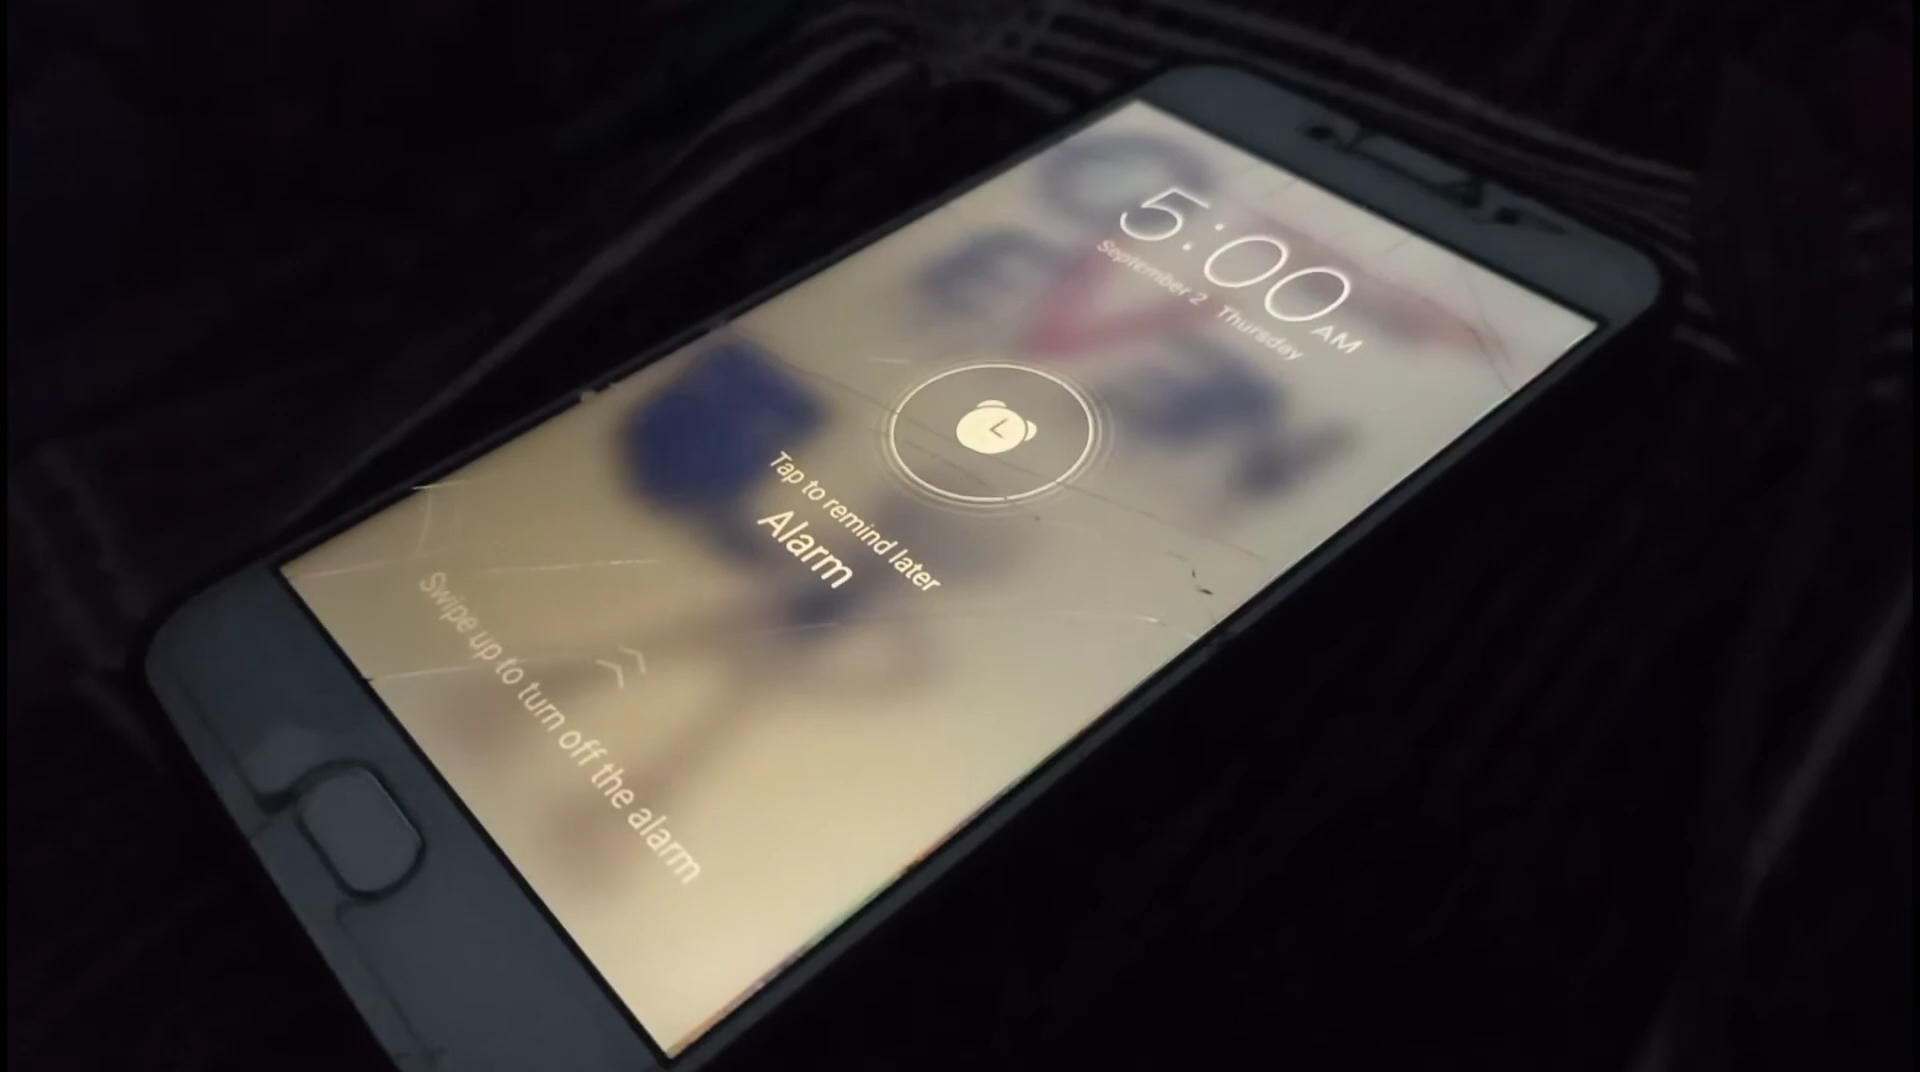 5:00 AM
September 2 Thursday
Tap to remind later
Alarm
Swipe up to turn off the alarm